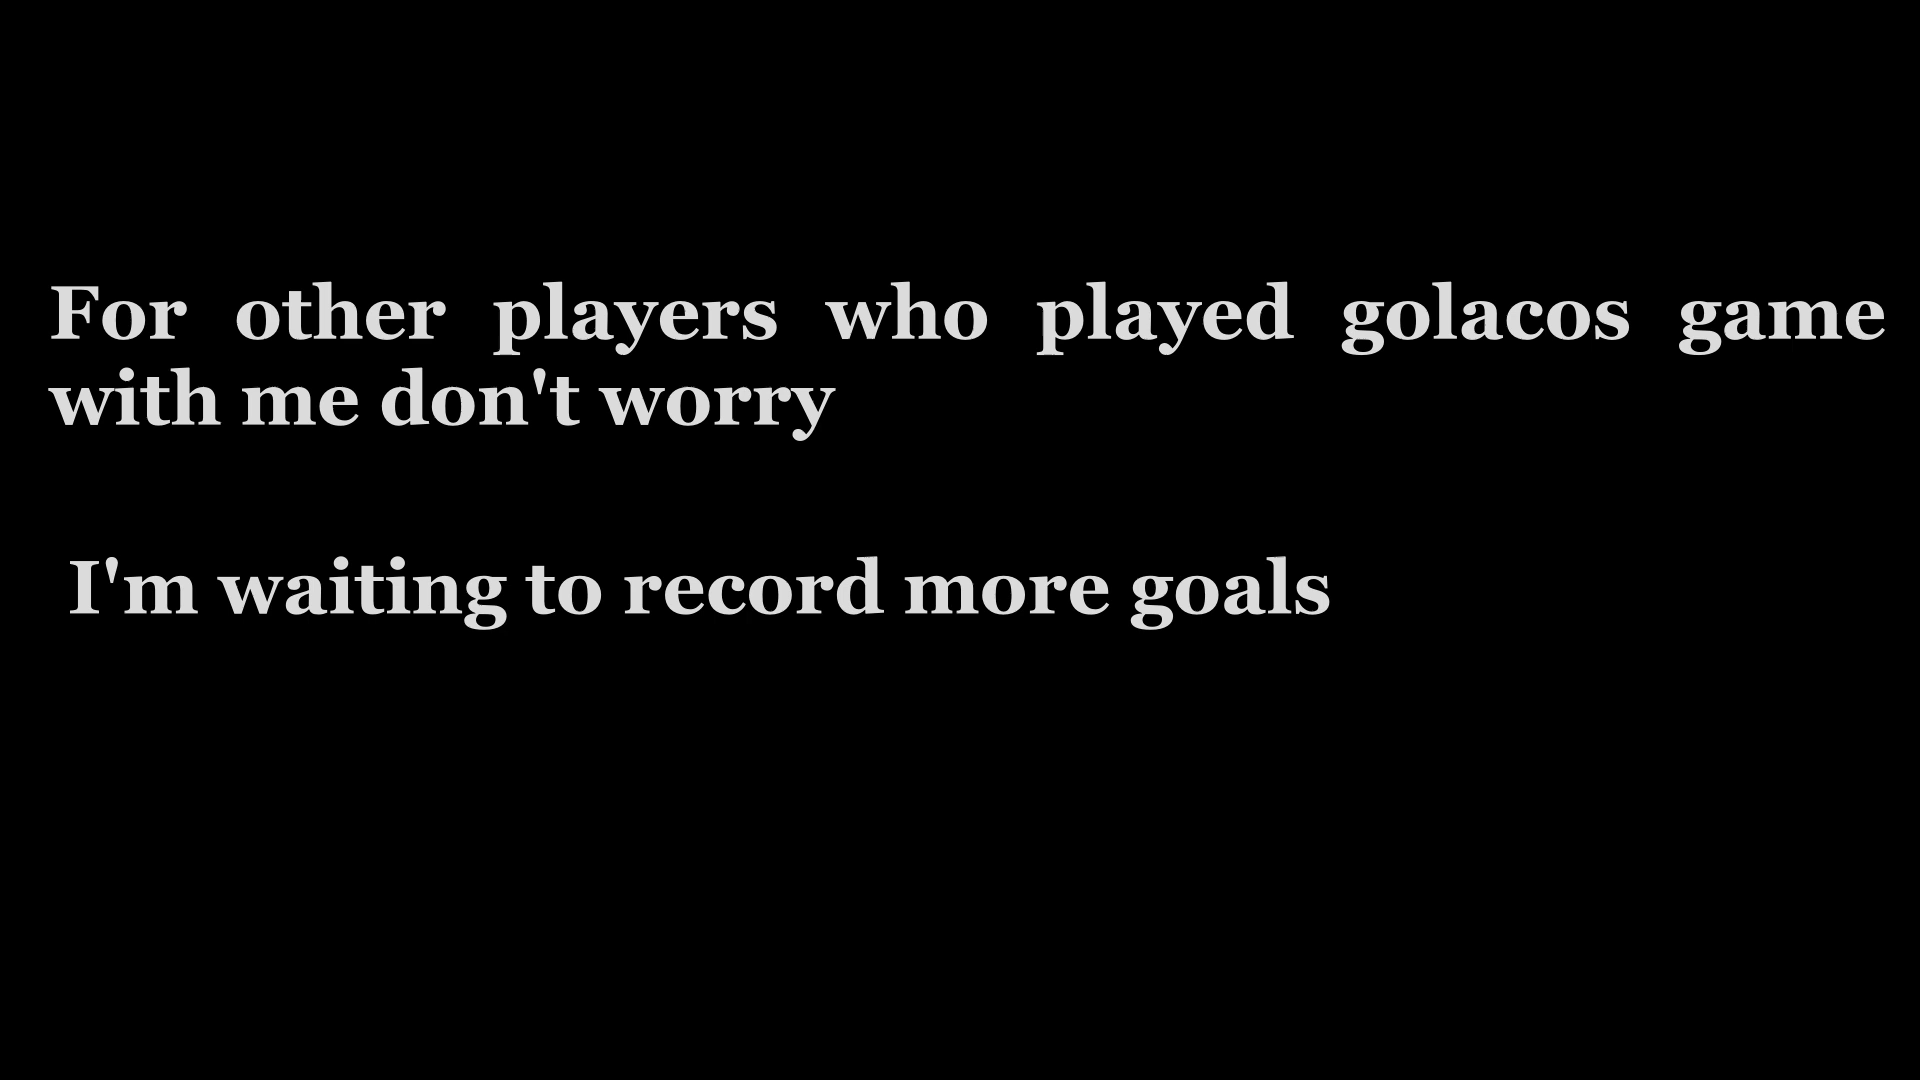 For other players who played golacos game
with me don't worry
I'm waiting to record more goals